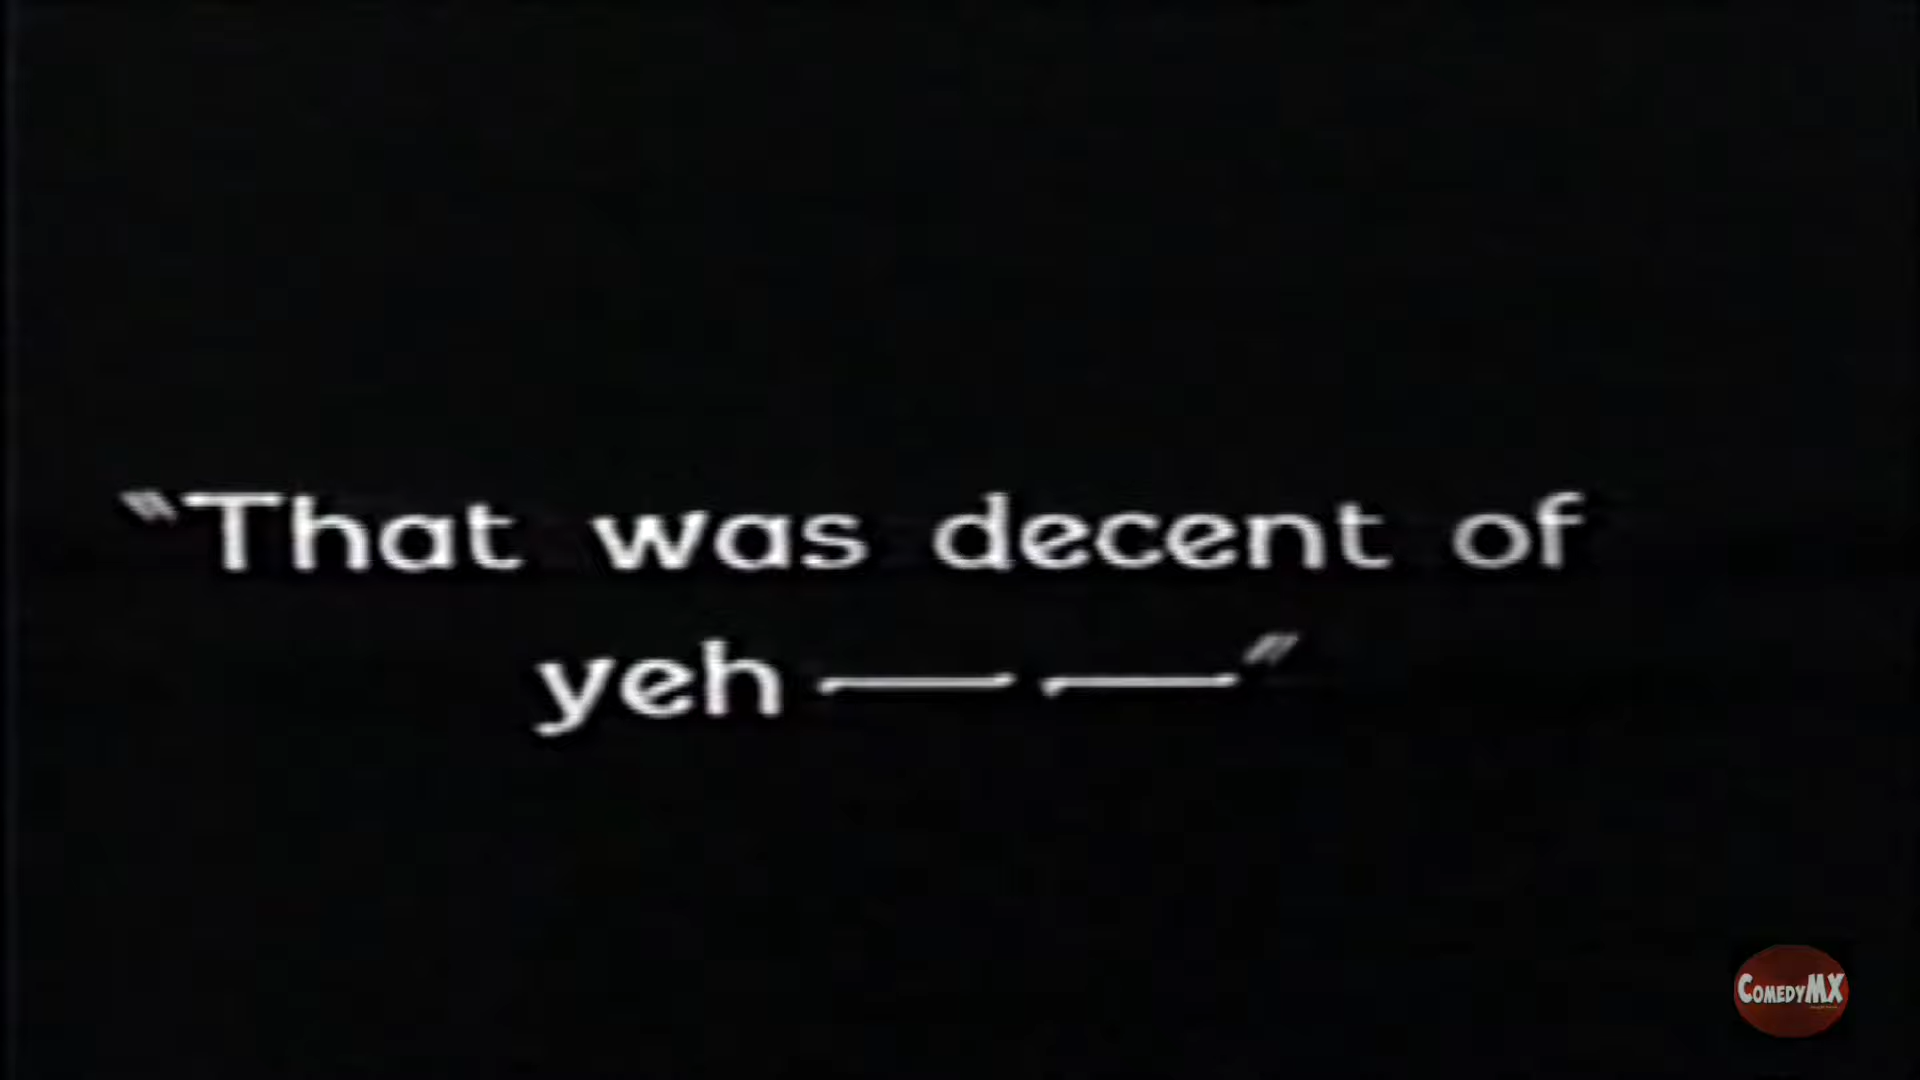 “That was decent of
yeh — —”
COMEDYMX